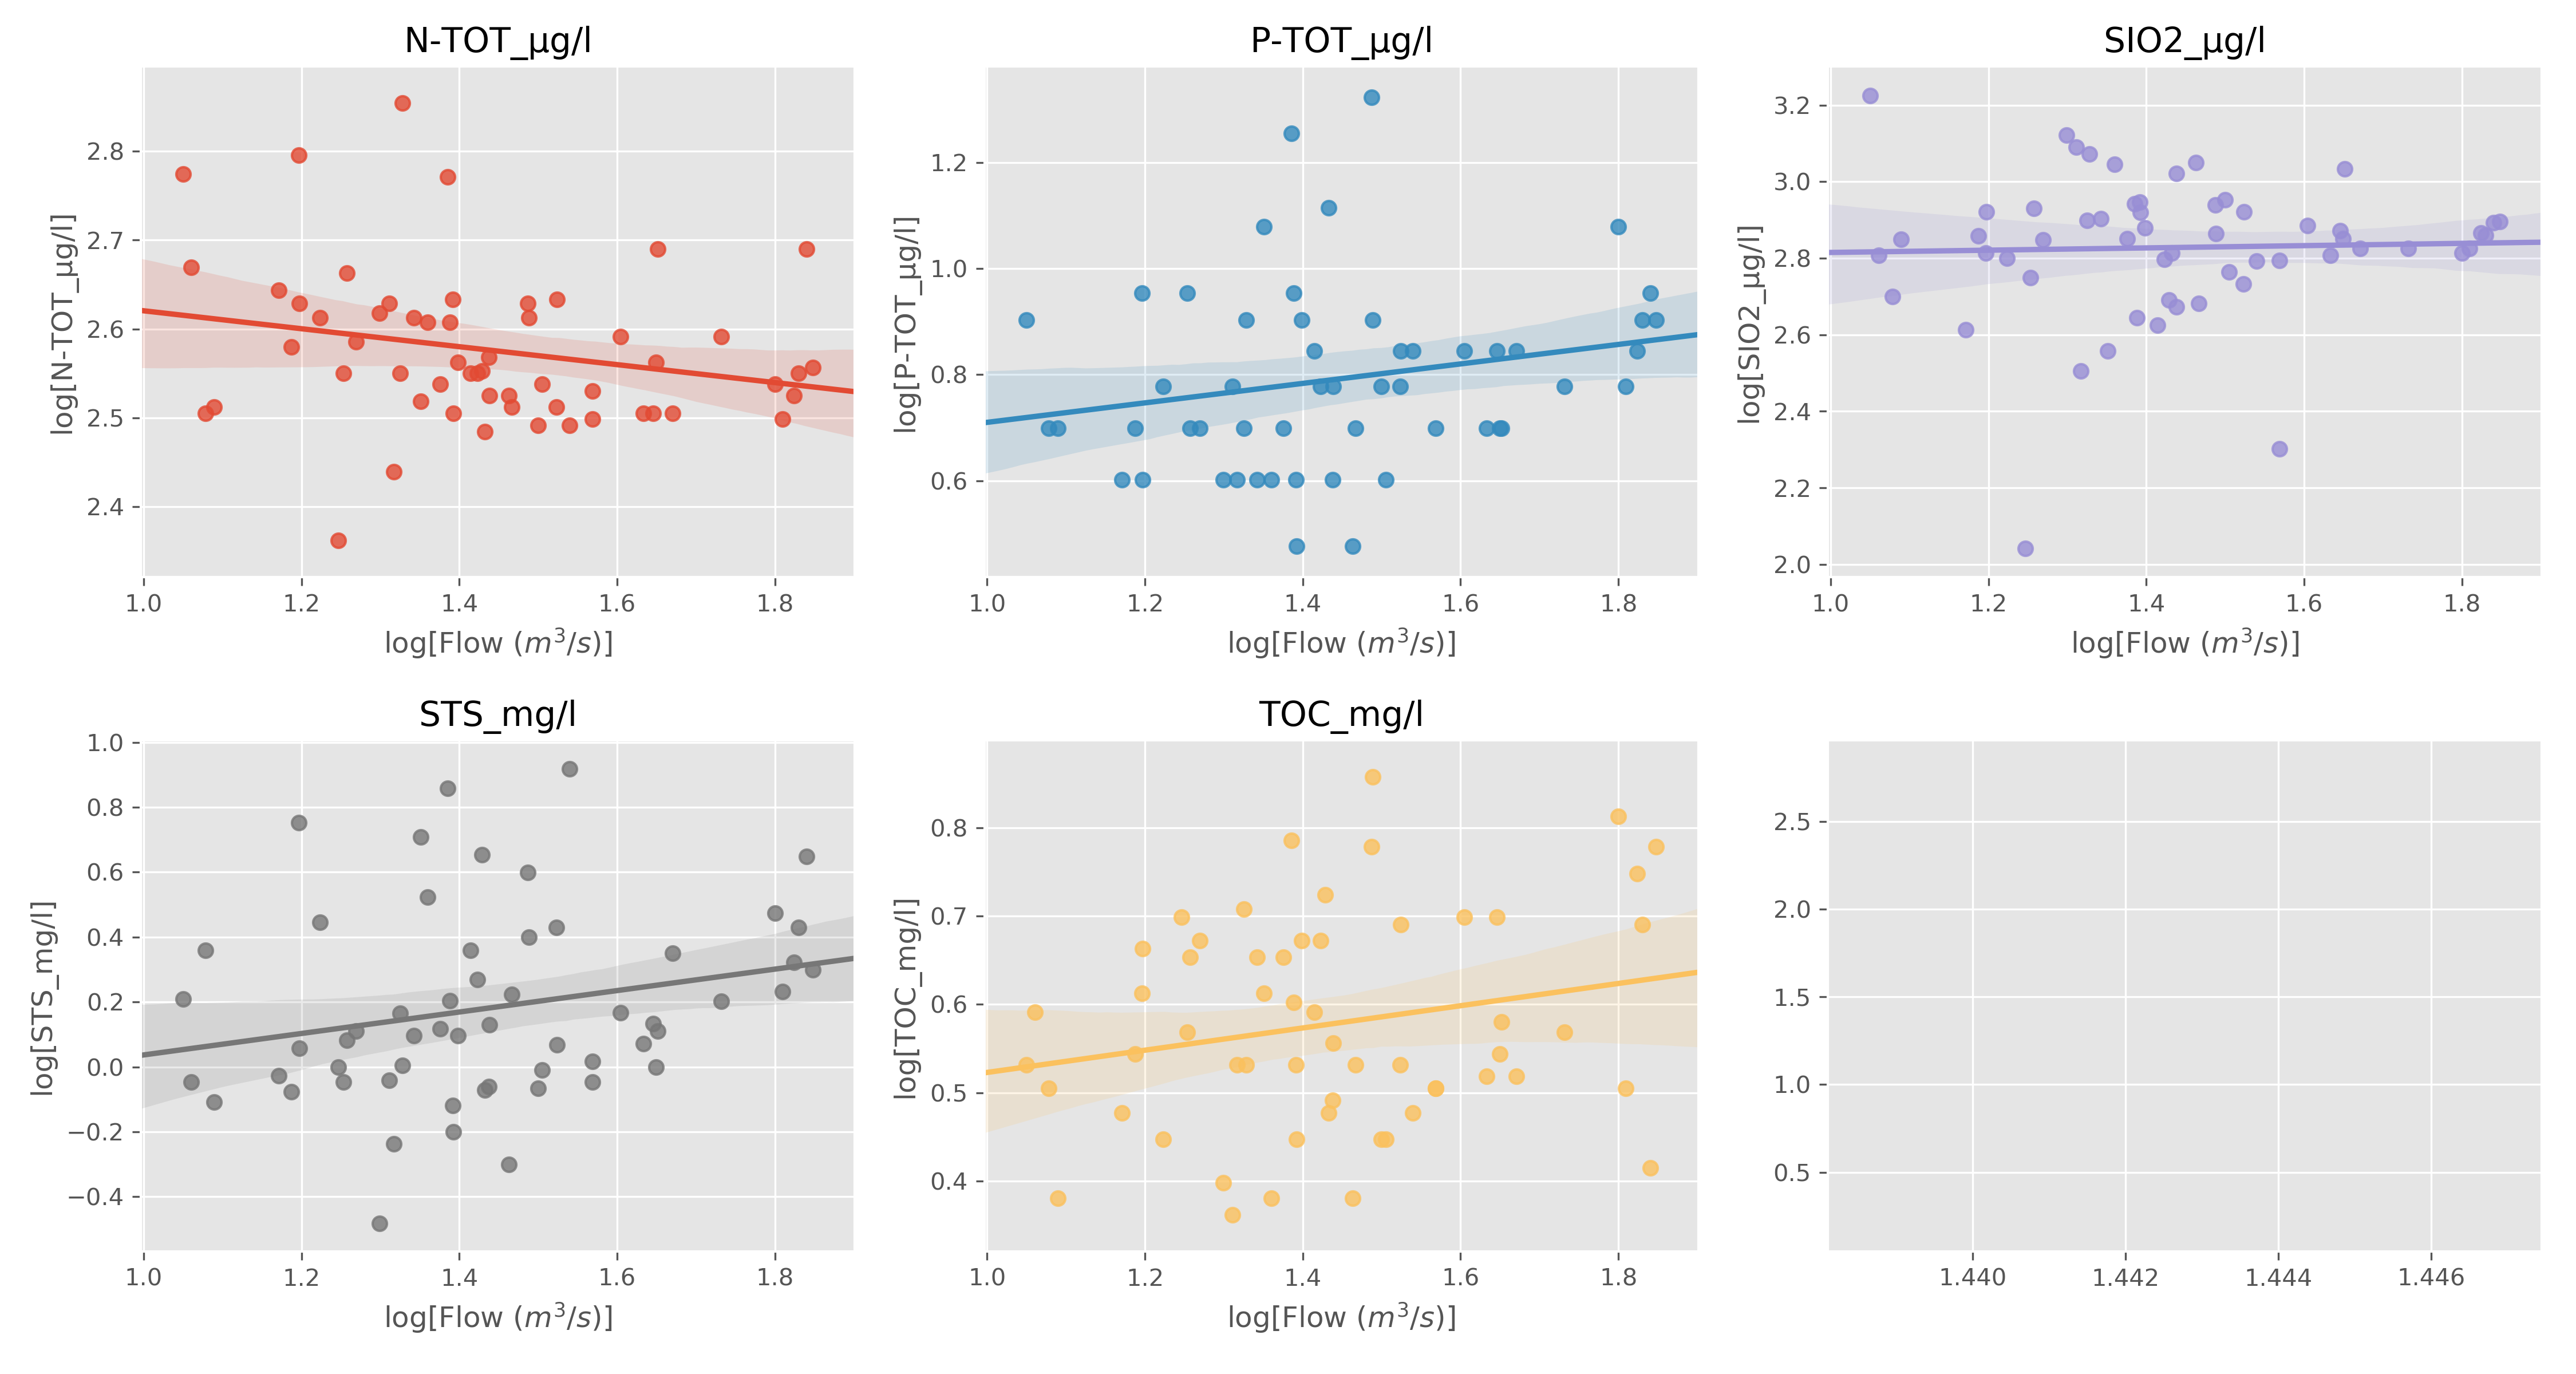 N-TOT_µg/l
P-TOT_µg/l
SIO2_µg/l
log[N-TOT_µg/l]
2.8
2.7
2.6
2.5
2.4
1.0 1.2 1.4 1.6 1.8
log[Flow (m³/s)]
log[P-TOT_µg/l]
1.2
1.0
0.8
0.6
1.0 1.2 1.4 1.6 1.8
log[Flow (m³/s)]
log[SIO2_µg/l]
3.2
3.0
2.8
2.6
2.4
2.2
2.0
1.0 1.2 1.4 1.6 1.8
log[Flow (m³/s)]
STS_mg/l
TOC_mg/l
log[STS_mg/l]
1.0
0.8
0.6
0.4
0.2
0.0
−0.2
−0.4
1.0 1.2 1.4 1.6 1.8
log[Flow (m³/s)]
log[TOC_mg/l]
0.8
0.7
0.6
0.5
0.4
1.0 1.2 1.4 1.6 1.8
log[Flow (m³/s)]
2.5
2.0
1.5
1.0
0.5
1.440 1.442 1.444 1.446